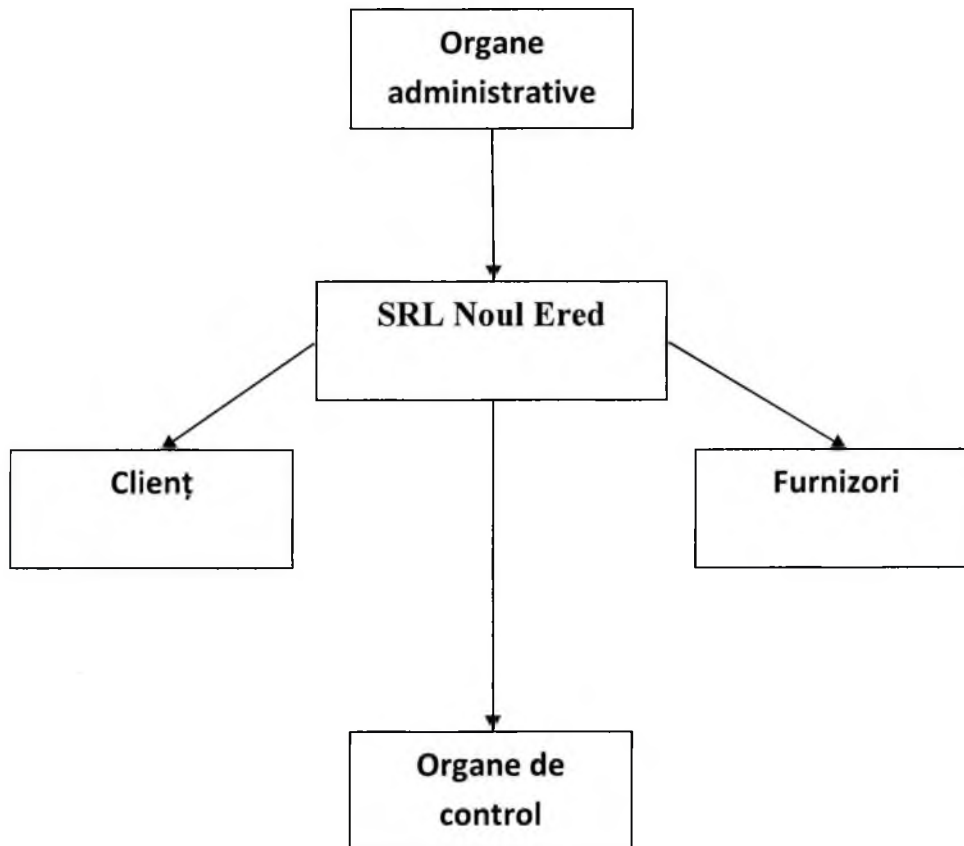 Organe
administrative
SRL Noul Ered
Clienț
Furnizori
Organe de
control